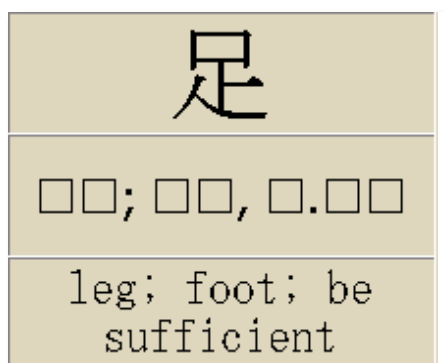 足
□□; □□, □.□□
leg; foot; be
sufficient